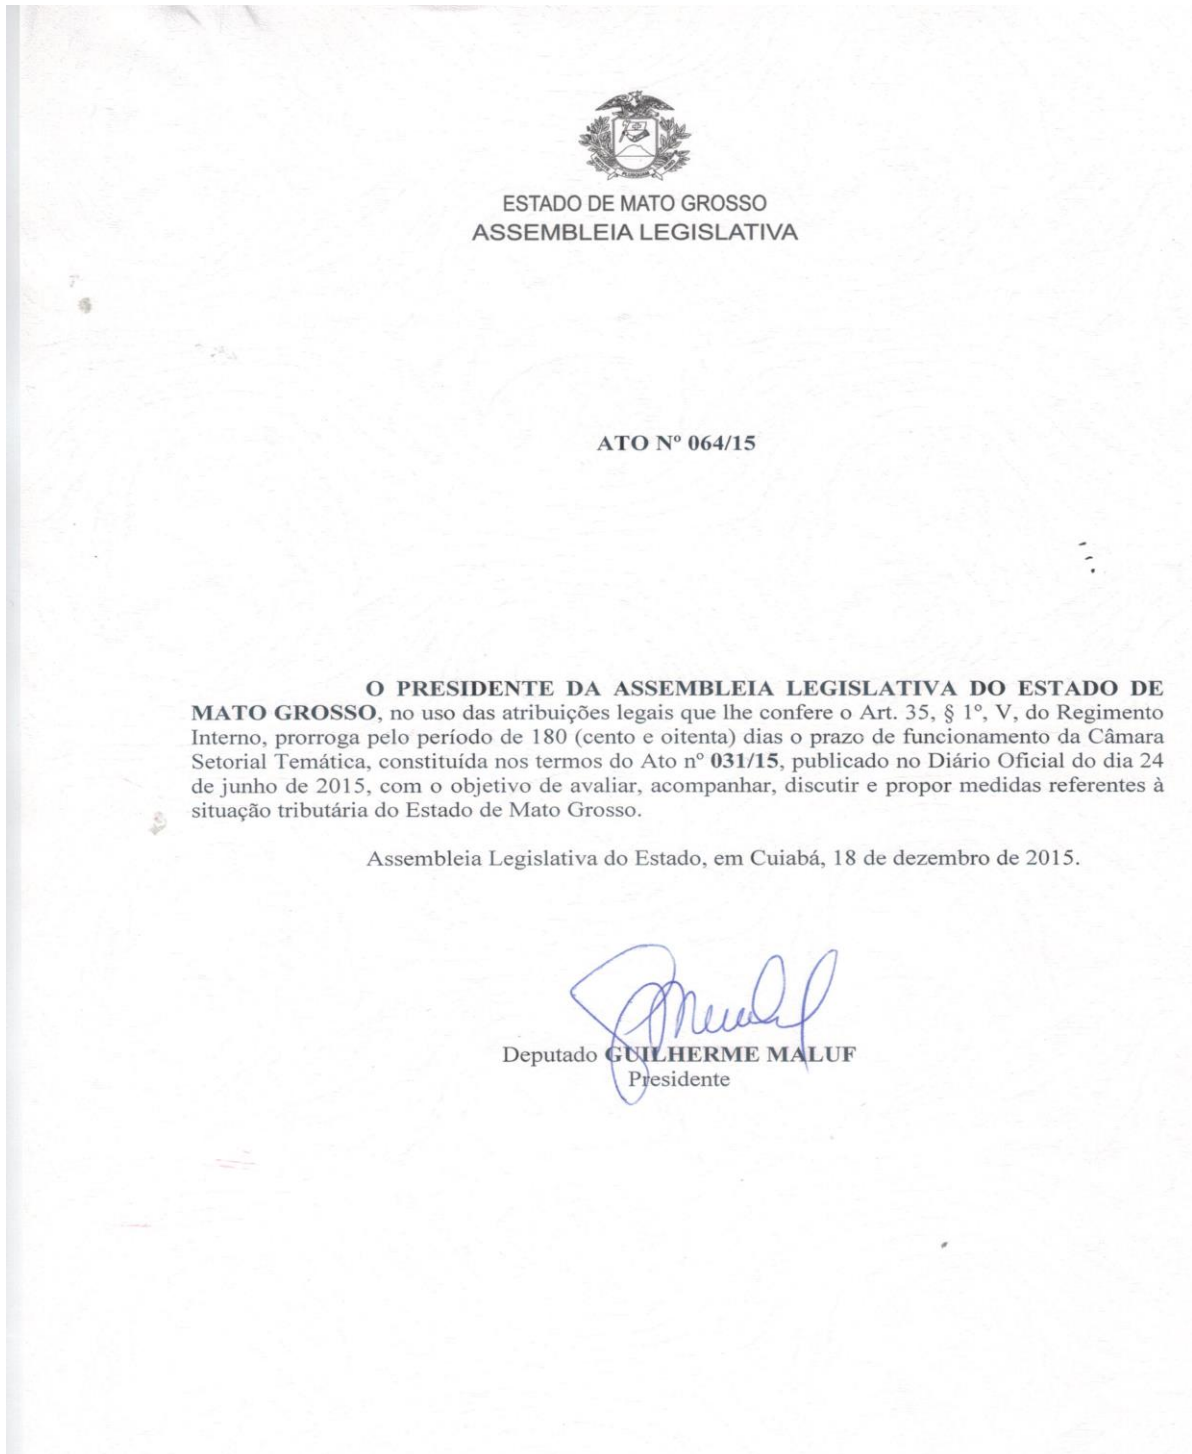 ESTADO DE MATO GROSSO
ASSEMBLEIA LEGISLATIVA
ATO Nº 064/15
O PRESIDENTE DA ASSEMBLEIA LEGISLATIVA DO ESTADO DE
MATO GROSSO, no uso das atribuições legais que lhe confere o Art. 35, § 1º, V, do Regimento
Interno, prorroga pelo período de 180 (cento e oitenta) dias o prazo de funcionamento da Câmara
Setorial Temática, constituída nos termos do Ato nº 031/15, publicado no Diário Oficial do dia 24
de junho de 2015, com o objetivo de avaliar, acompanhar, discutir e propor medidas referentes à
situação tributária do Estado de Mato Grosso.
Assembleia Legislativa do Estado, em Cuiabá, 18 de dezembro de 2015.
Deputado GUILHERME MALUF
Presidente